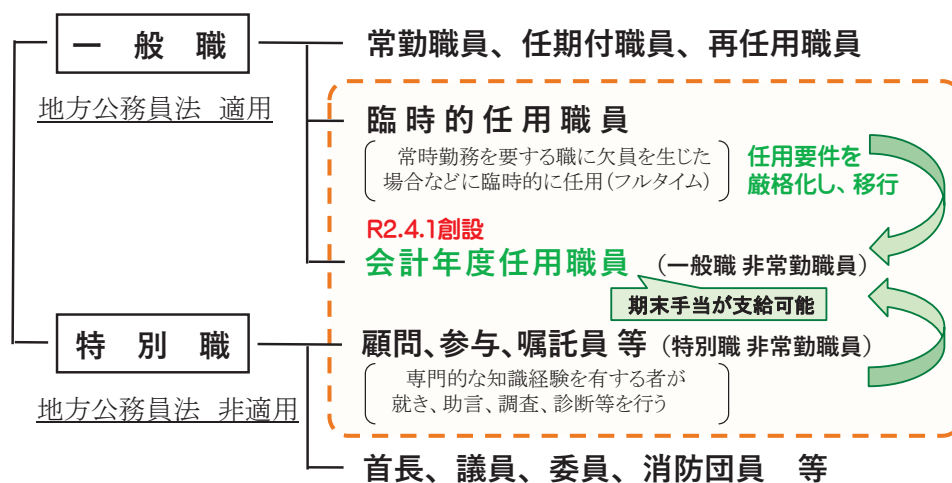 一般職
常勤職員、任期付職員、再任用職員
地方公務員法 適用
臨時的任用職員
常時勤務を要する職に欠員を生じた
場合などに臨時的に任用(フルタイム)
任用要件を
厳格化し、移行
R2.4.1創設
会計年度任用職員 (一般職 非常勤職員)
期末手当が支給可能
特別職
顧問、参与、嘱託員 等 (特別職 非常勤職員)
地方公務員法 非適用
専門的な知識経験を有する者が
就き、助言、調査、診断等を行う
首長、議員、委員、消防団員 等